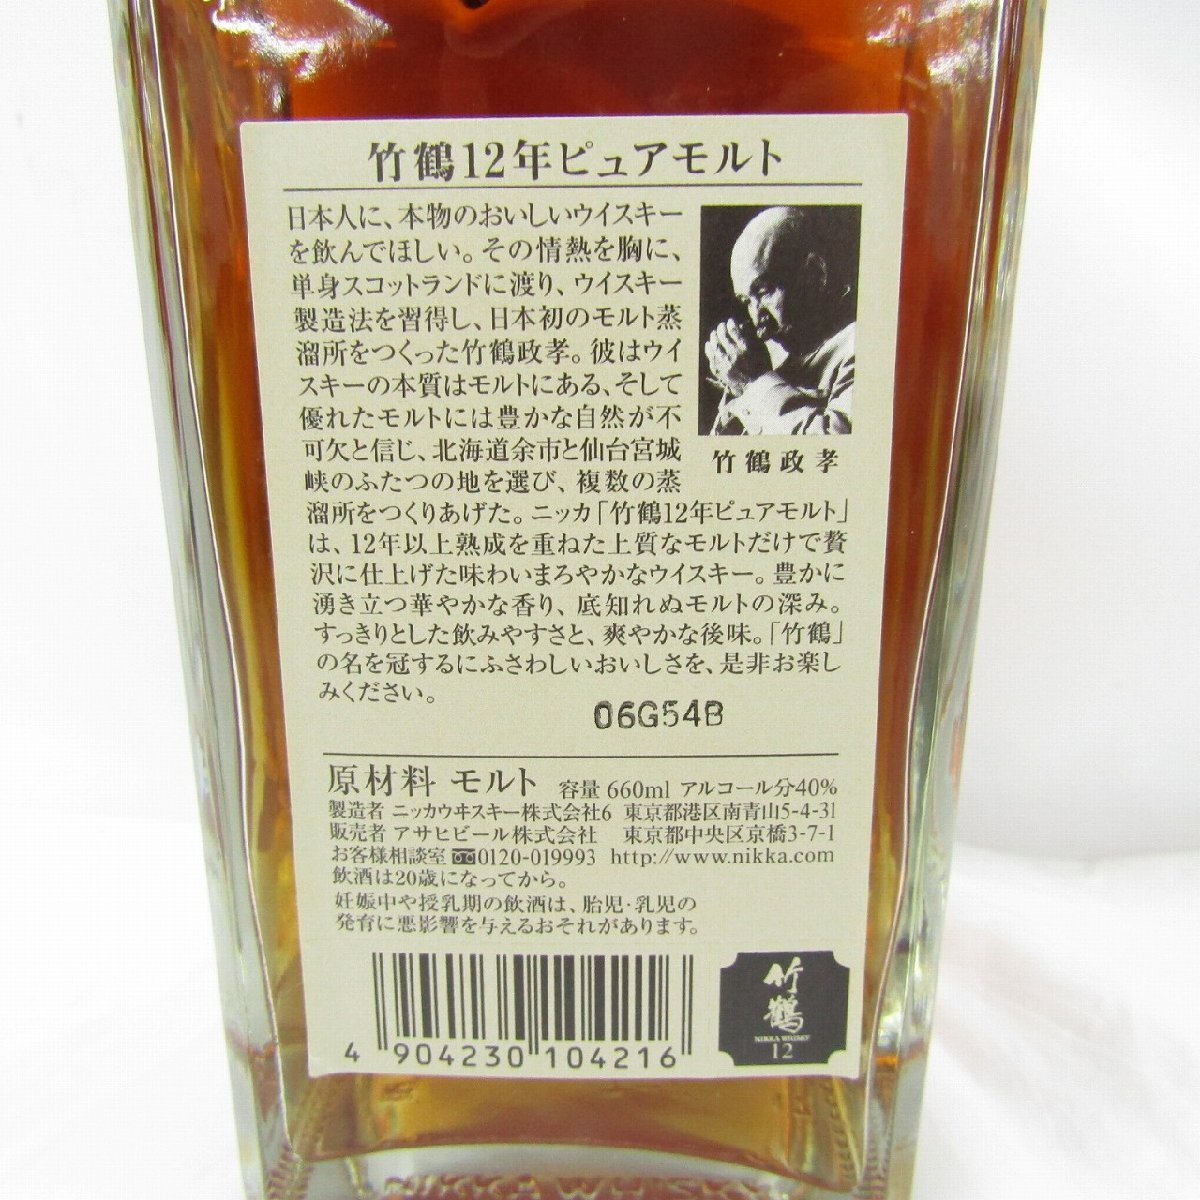 竹鶴12年ピュアモルト
日本人に、本物のおいしいウイスキー
を飲んでほしい。その情熱を胸に、
単身スコットランドに渡り、ウイスキー
製造法を習得し、日本初のモルト蒸
溜所をつくった竹鶴政孝。彼はウイ
スキーの本質はモルトにある、そして
優れたモルトには豊かな自然が不
可欠と信じ、北海道余市と仙台宮城
峡のふたつの地を選び、複数の蒸
溜所をつくりあげた。ニッカ「竹鶴12年ピュアモルト」
は、12年以上熟成を重ねた上質なモルトだけで贅
沢に仕上げた味わいまろやかなウイスキー。豊かに
湧き立つ華やかな香り、底知れぬモルトの深み。
すっきりとした飲みやすさと、爽やかな後味。「竹鶴」
の名を冠するにふさわしいおいしさを、是非お楽し
みください。
竹鶴政孝
06G54B
原材料 モルト 容量 660ml アルコール分40%
製造者 ニッカウヰスキー株式会社6 東京都港区南青山5-4-31
販売者 アサヒビール株式会社 東京都中央区京橋3-7-1
お客様相談室 0120-019993 http://www.nikka.com
飲酒は20歳になってから。
妊娠中や授乳期の飲酒は、胎児・乳児の
発育に悪影響を与えるおそれがあります。
4 904230 104216
竹鶴
NIKKA WHISKY
12